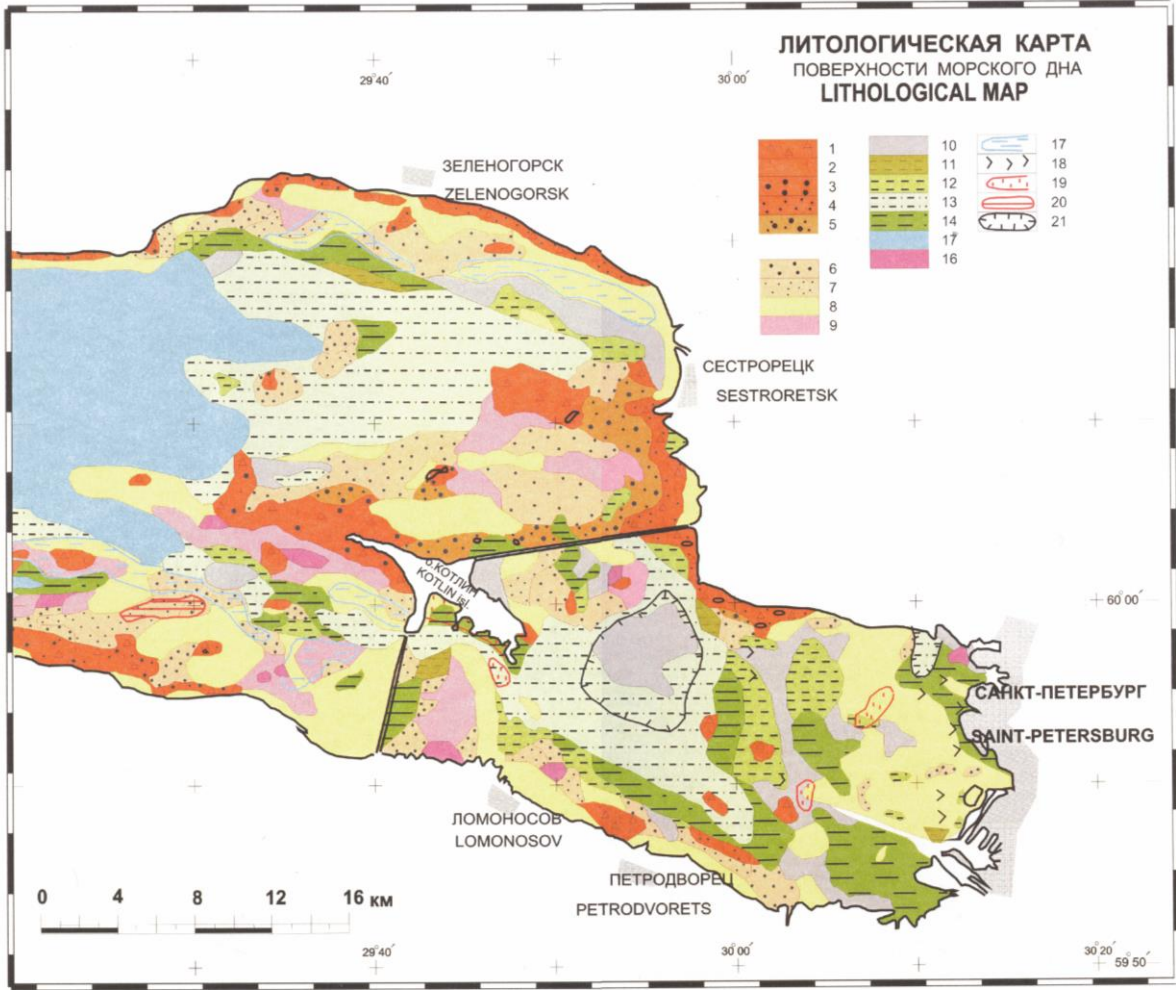 ЛИТОЛОГИЧЕСКАЯ КАРТА
ПОВЕРХНОСТИ МОРСКОГО ДНА
LITHOLOGICAL MAP
29°40′
30°00′
1
2
3
4
5
6
7
8
9
10
11
12
13
14
17
16
17
18
19
20
21
ЗЕЛЕНОГОРСК
ZELENOGORSK
СЕСТРОРЕЦК
SESTRORETSK
о.КОТЛИН
KOTLIN isl.
60°00′
САНКТ-ПЕТЕРБУРГ
SAINT-PETERSBURG
ЛОМОНОСОВ
LOMONOSOV
ПЕТРОДВОРЕЦ
PETRODVORETS
0 4 8 12 16 км
29°40′
30°00′
30°20′
59°50′